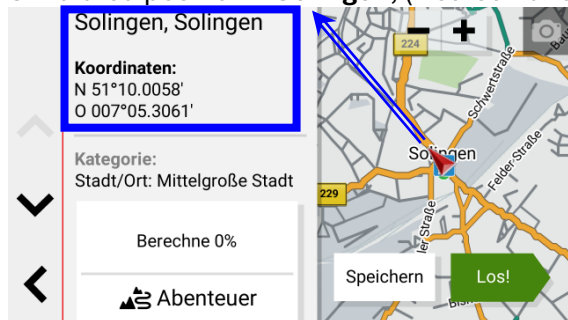 Solingen, Solingen
Koordinaten:
N 51°10.0058'
O 007°05.3061'
Kategorie:
Stadt/Ort: Mittelgroße Stadt
Berechne 0%
Abenteuer
224
Schwertstraße
Solingen
Felder-Straße
229
Speichern
Los!